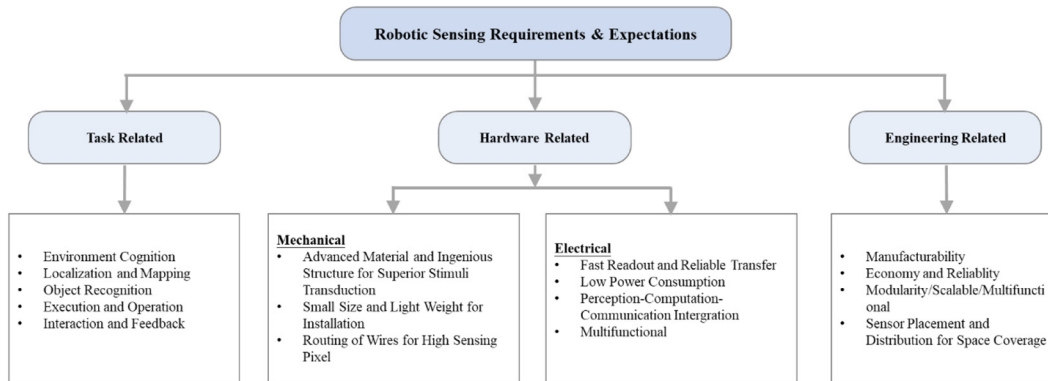 Robotic Sensing Requirements & Expectations
Task Related
Hardware Related
Engineering Related
• Environment Cognition
• Localization and Mapping
• Object Recognition
• Execution and Operation
• Interaction and Feedback
Mechanical
• Advanced Material and Ingenious
Structure for Superior Stimuli
Transduction
• Small Size and Light Weight for
Installation
• Routing of Wires for High Sensing
Pixel
Electrical
• Fast Readout and Reliable Transfer
• Low Power Consumption
• Perception-Computation-
Communication Intergration
• Multifunctional
• Manufacturability
• Economy and Reliablity
• Modularity/Scalable/Multifuncti
onal
• Sensor Placement and
Distribution for Space Coverage